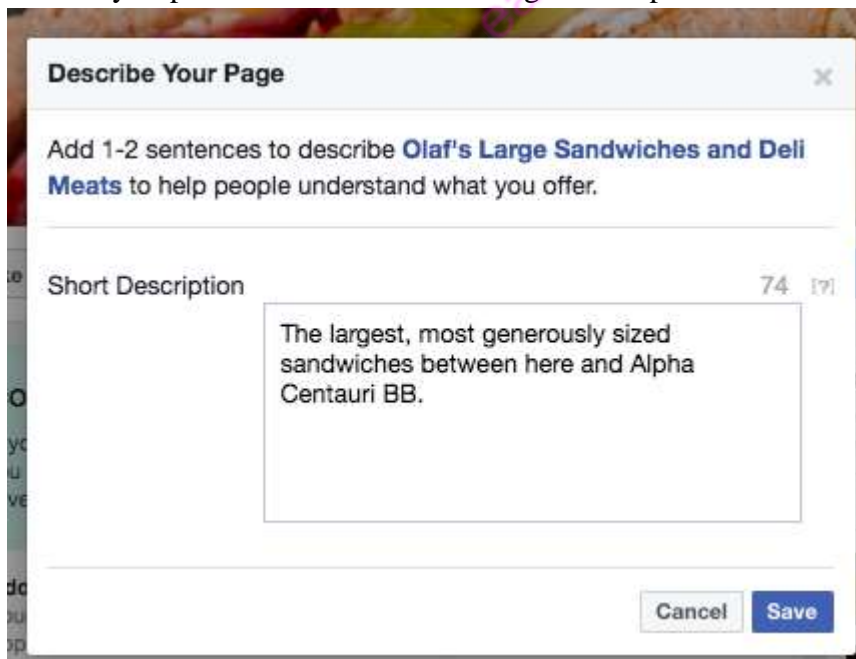 Describe Your Page
Add 1-2 sentences to describe Olaf's Large Sandwiches and Deli
Meats to help people understand what you offer.
Short Description
74 [?]
The largest, most generously sized
sandwiches between here and Alpha
Centauri BB.
Cancel Save